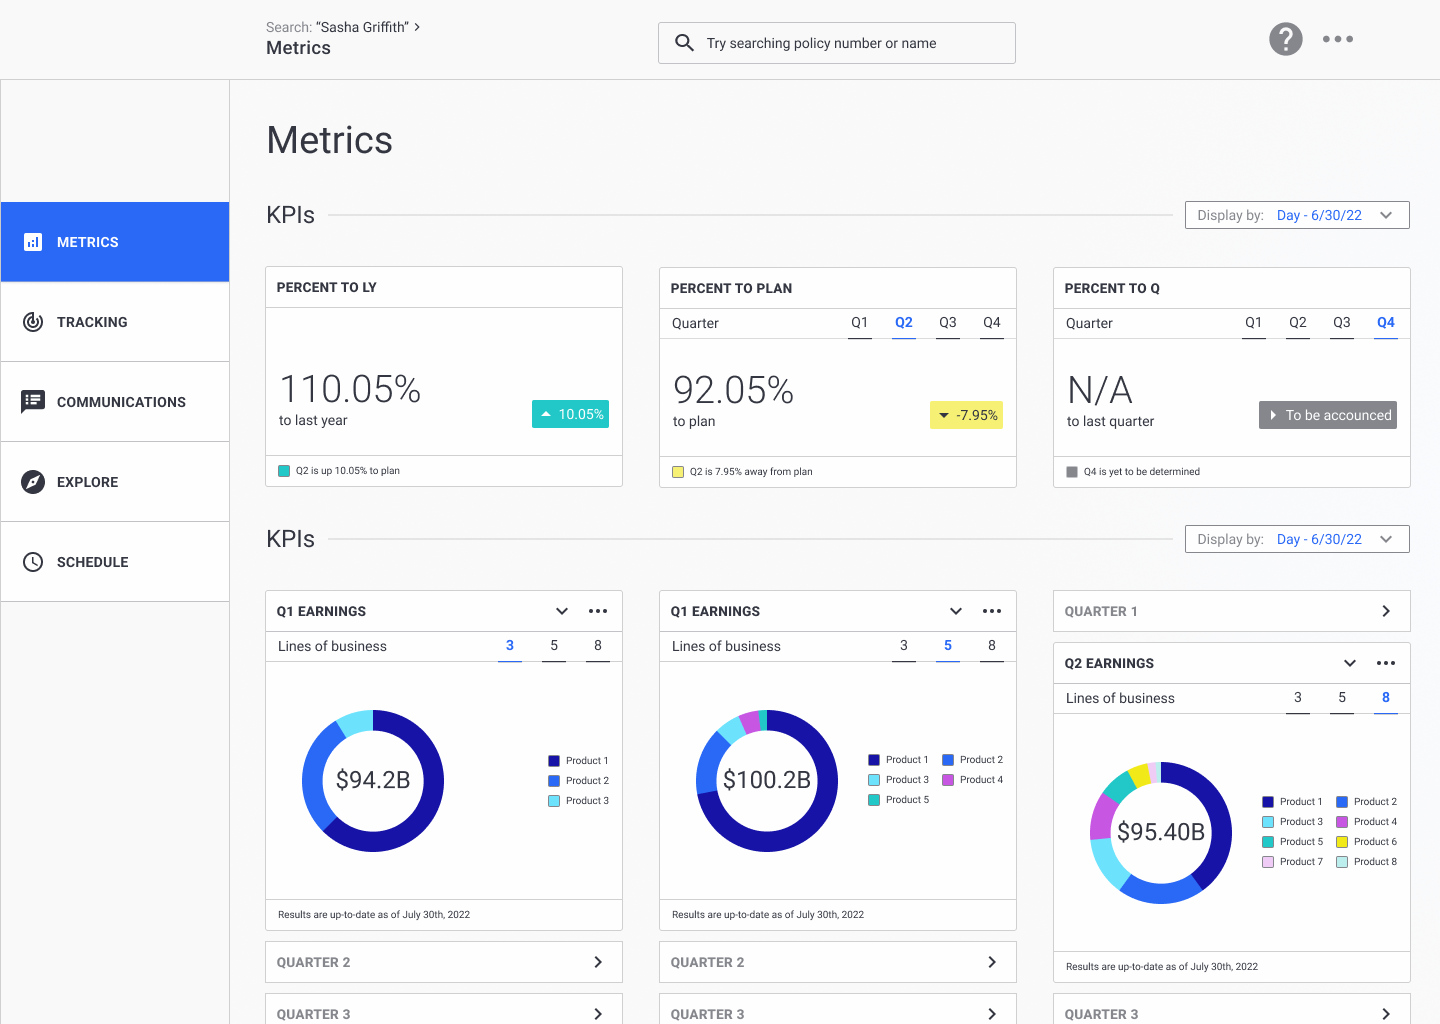 Search: “Sasha Griffith”
Metrics
Try searching policy number or name
?
METRICS
TRACKING
COMMUNICATIONS
EXPLORE
SCHEDULE
Metrics
KPIs
Display by: Day - 6/30/22
PERCENT TO LY
110.05%
to last year
10.05%
Q2 is up 10.05% to plan
PERCENT TO PLAN
Quarter Q1 Q2 Q3 Q4
92.05%
to plan
-7.95%
Q2 is 7.95% away from plan
PERCENT TO Q
Quarter Q1 Q2 Q3 Q4
N/A
to last quarter
To be accounced
Q4 is yet to be determined
KPIs
Display by: Day - 6/30/22
Q1 EARNINGS
Lines of business 3 5 8
$94.2B
Product 1
Product 2
Product 3
Results are up-to-date as of July 30th, 2022
QUARTER 2
QUARTER 3
Q1 EARNINGS
Lines of business 3 5 8
$100.2B
Product 1 Product 2
Product 3 Product 4
Product 5
Results are up-to-date as of July 30th, 2022
QUARTER 2
QUARTER 3
QUARTER 1
Q2 EARNINGS
Lines of business 3 5 8
$95.40B
Product 1 Product 2
Product 3 Product 4
Product 5 Product 6
Product 7 Product 8
Results are up-to-date as of July 30th, 2022
QUARTER 3